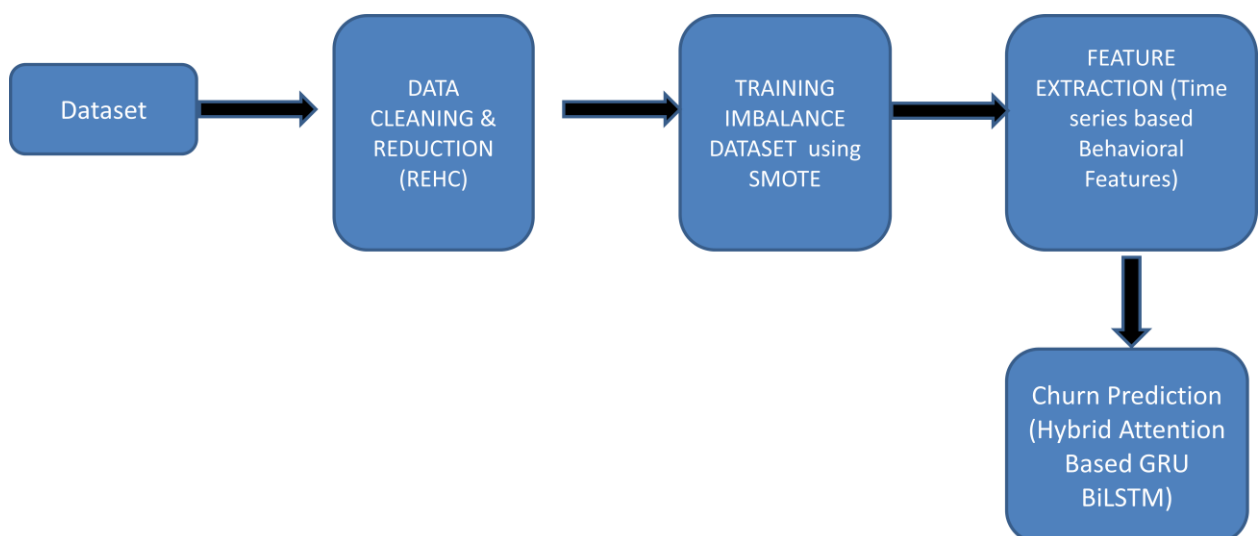 Dataset
DATA
CLEANING &
REDUCTION
(REHC)
TRAINING
IMBALANCE
DATASET using
SMOTE
FEATURE
EXTRACTION (Time
series based
Behavioral
Features)
Churn Prediction
(Hybrid Attention
Based GRU
BiLSTM)